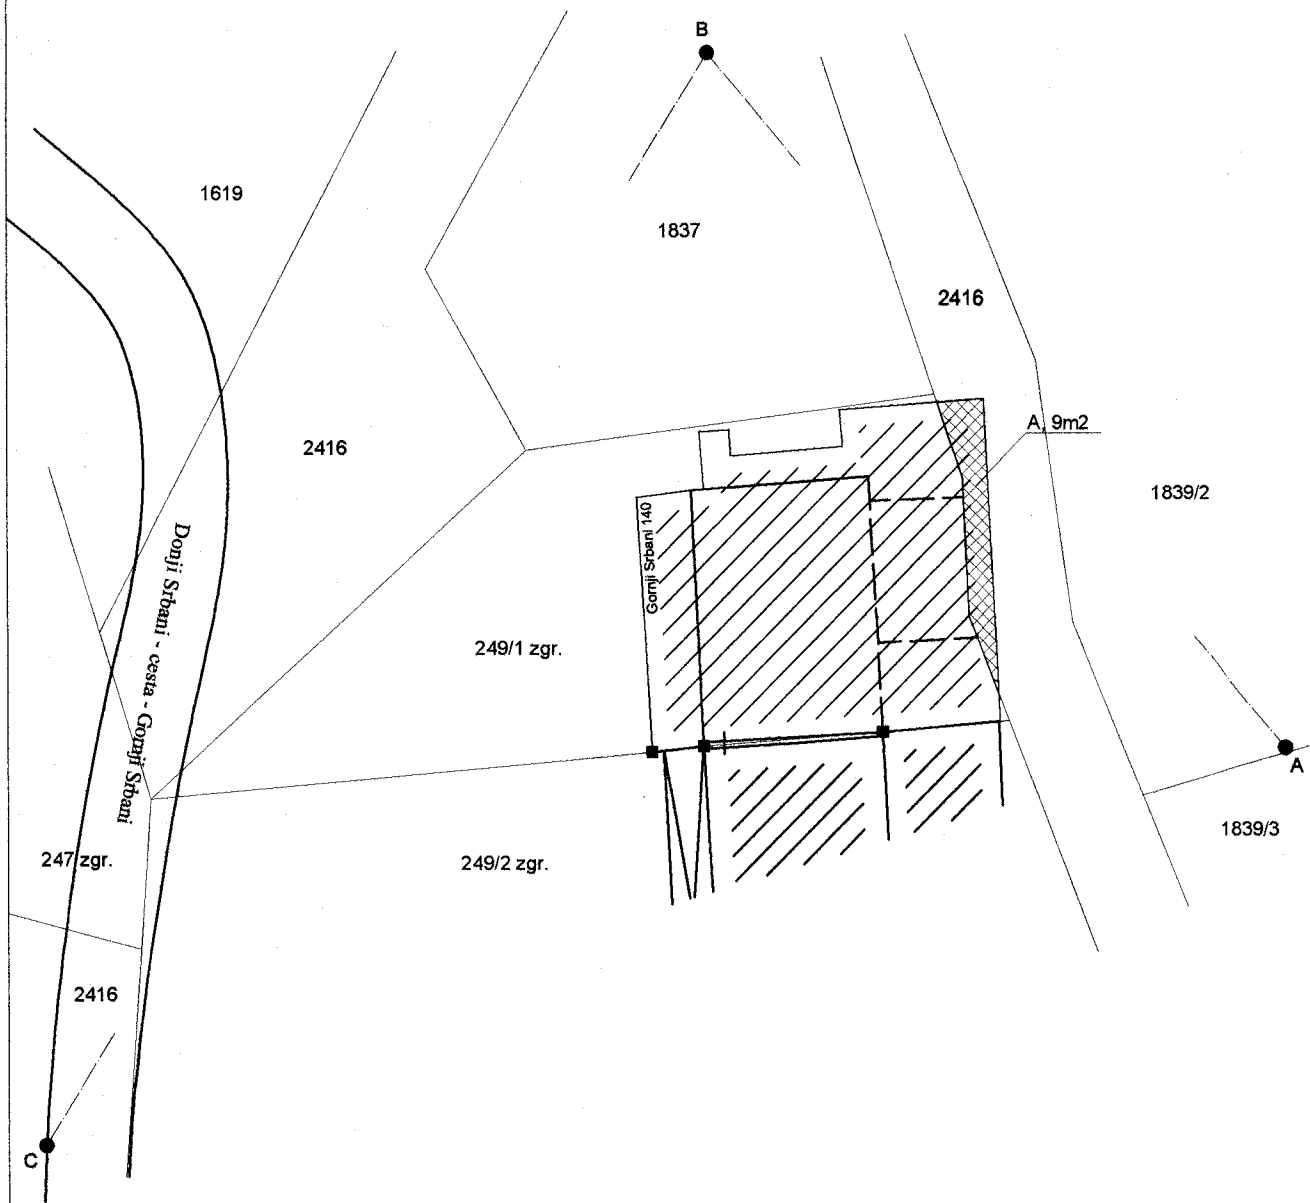 B
1619
1837
2416
A, 9m2
2416
1839/2
Gornji Srbani 140
Donji Srbani - cesta - Gornji Srbani
249/1 zgr.
A
1839/3
247 zgr.
249/2 zgr.
2416
C